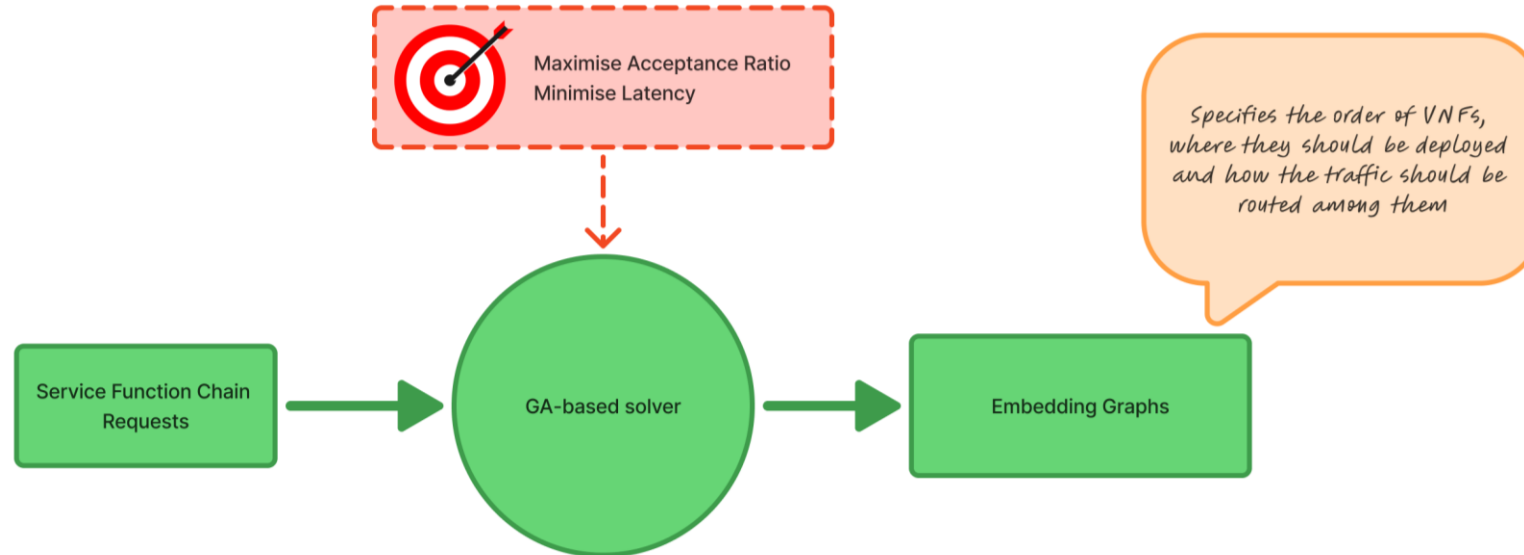 Maximise Acceptance Ratio
Minimise Latency
Specifies the order of VNFs,
where they should be deployed
and how the traffic should be
routed among them
Service Function Chain
Requests
GA-based solver
Embedding Graphs